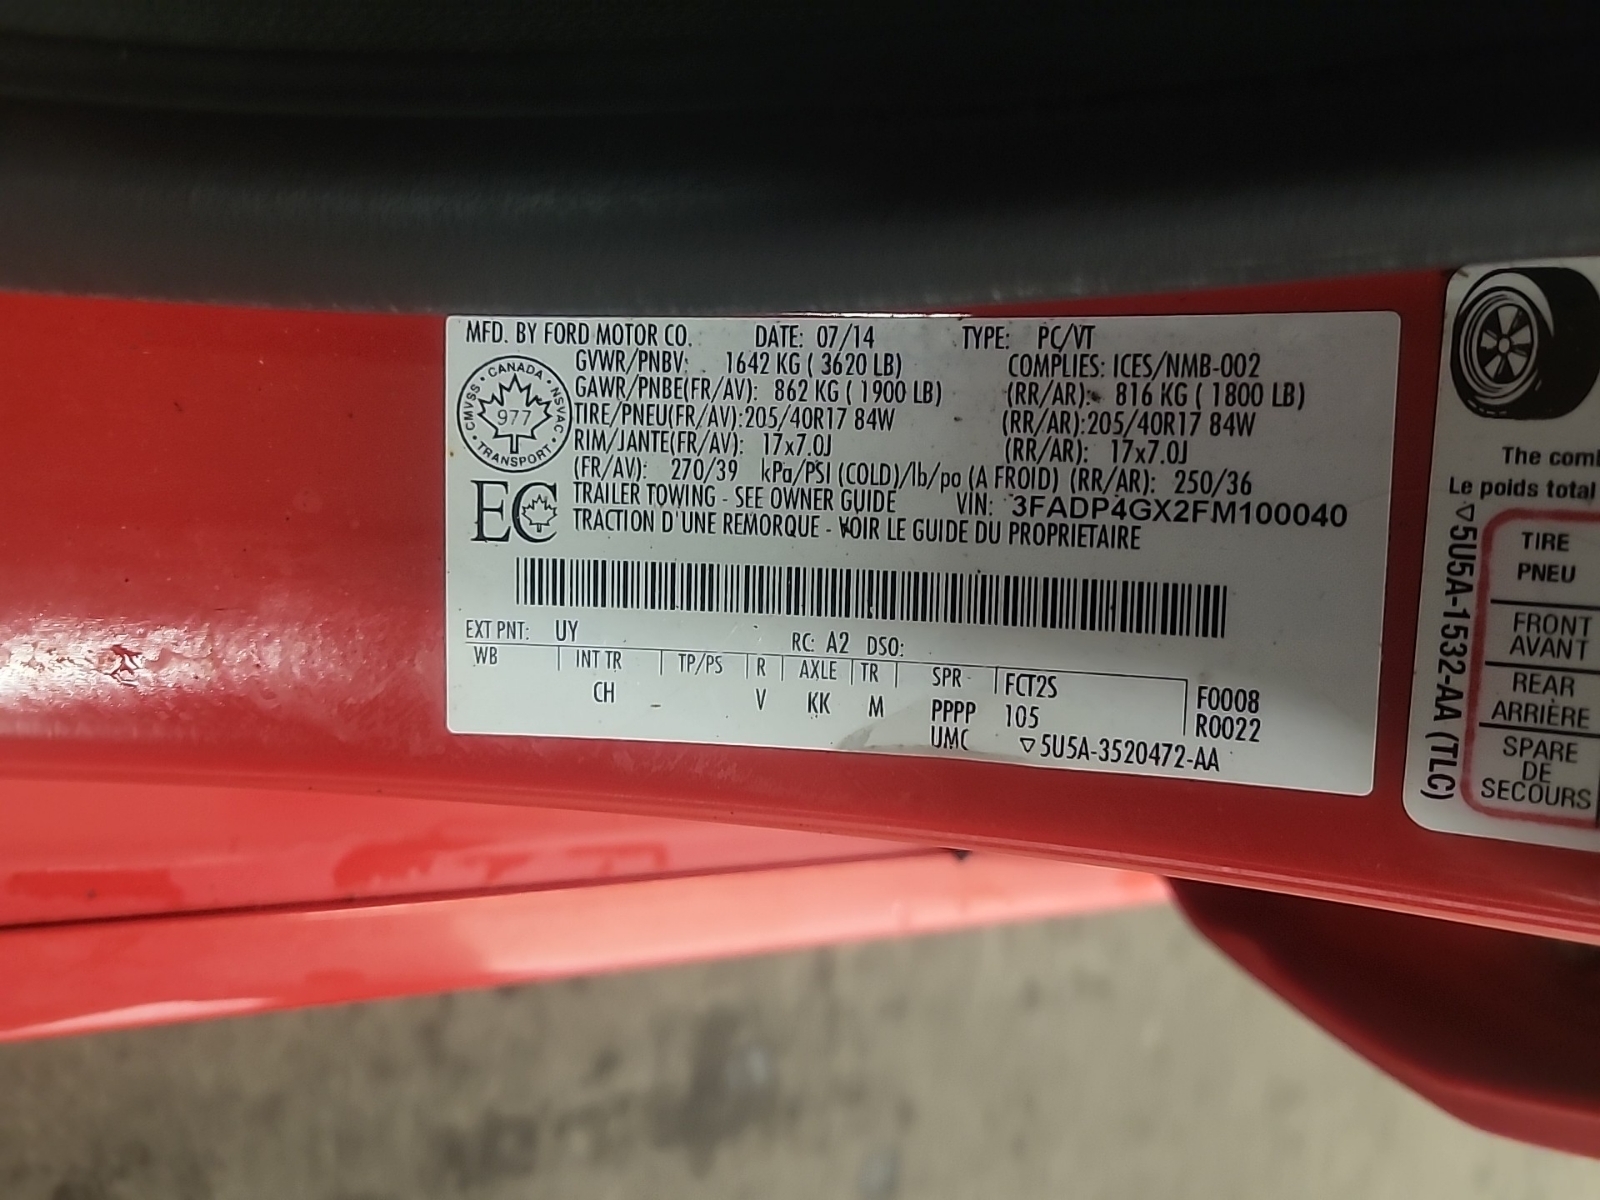 MFD. BY FORD MOTOR CO. DATE: 07/14 TYPE: PC/VT
GVWR/PNBV: 1642 KG ( 3620 LB) COMPLIES: ICES/NMB-002
GAWR/PNBE(FR/AV): 862 KG ( 1900 LB) (RR/AR): 816 KG ( 1800 LB)
TIRE/PNEU(FR/AV):205/40R17 84W (RR/AR):205/40R17 84W
RIM/JANTE(FR/AV): 17x7.0J (RR/AR): 17x7.0J
(FR/AV): 270/39 kPa/PSI (COLD)/lb/po (A FROID) (RR/AR): 250/36
TRAILER TOWING - SEE OWNER GUIDE VIN: 3FADP4GX2FM100040
TRACTION D'UNE REMORQUE - VOIR LE GUIDE DU PROPRIETAIRE
CANADA
CMVSS 977 NSVAC
TRANSPORT
EC
EXT PNT: UY RC: A2 DSO:
WB INT TR TP/PS R AXLE TR SPR FCT2S F0008
CH - V KK M PPPP 105 R0022
UMC ▽5U5A-3520472-AA
The comb
Le poids total
▽5U5A-1532-AA (TLC)
TIRE
PNEU
FRONT
AVANT
REAR
ARRIÈRE
SPARE
DE
SECOURS